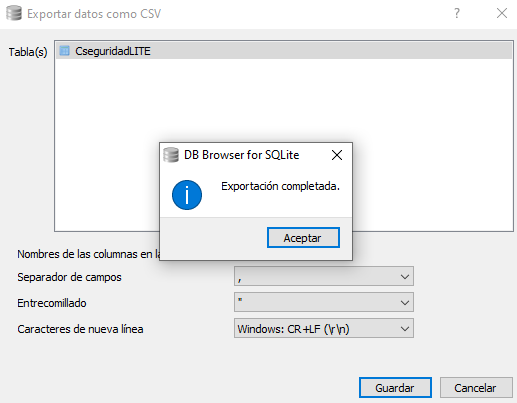 Exportar datos como CSV
?
Tabla(s)
CseguridadLITE
DB Browser for SQLite
i
Exportación completada.
Aceptar
Nombres de las columnas en la
Separador de campos
,
Entrecomillado
"
Caracteres de nueva línea
Windows: CR+LF (\r\n)
Guardar
Cancelar